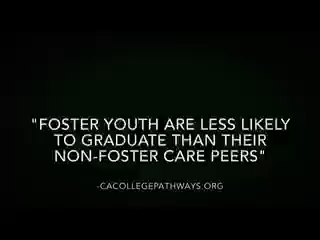 "FOSTER YOUTH ARE LESS LIKELY
TO GRADUATE THAN THEIR
NON-FOSTER CARE PEERS"
-CACOLLEGEPATHWAYS.ORG